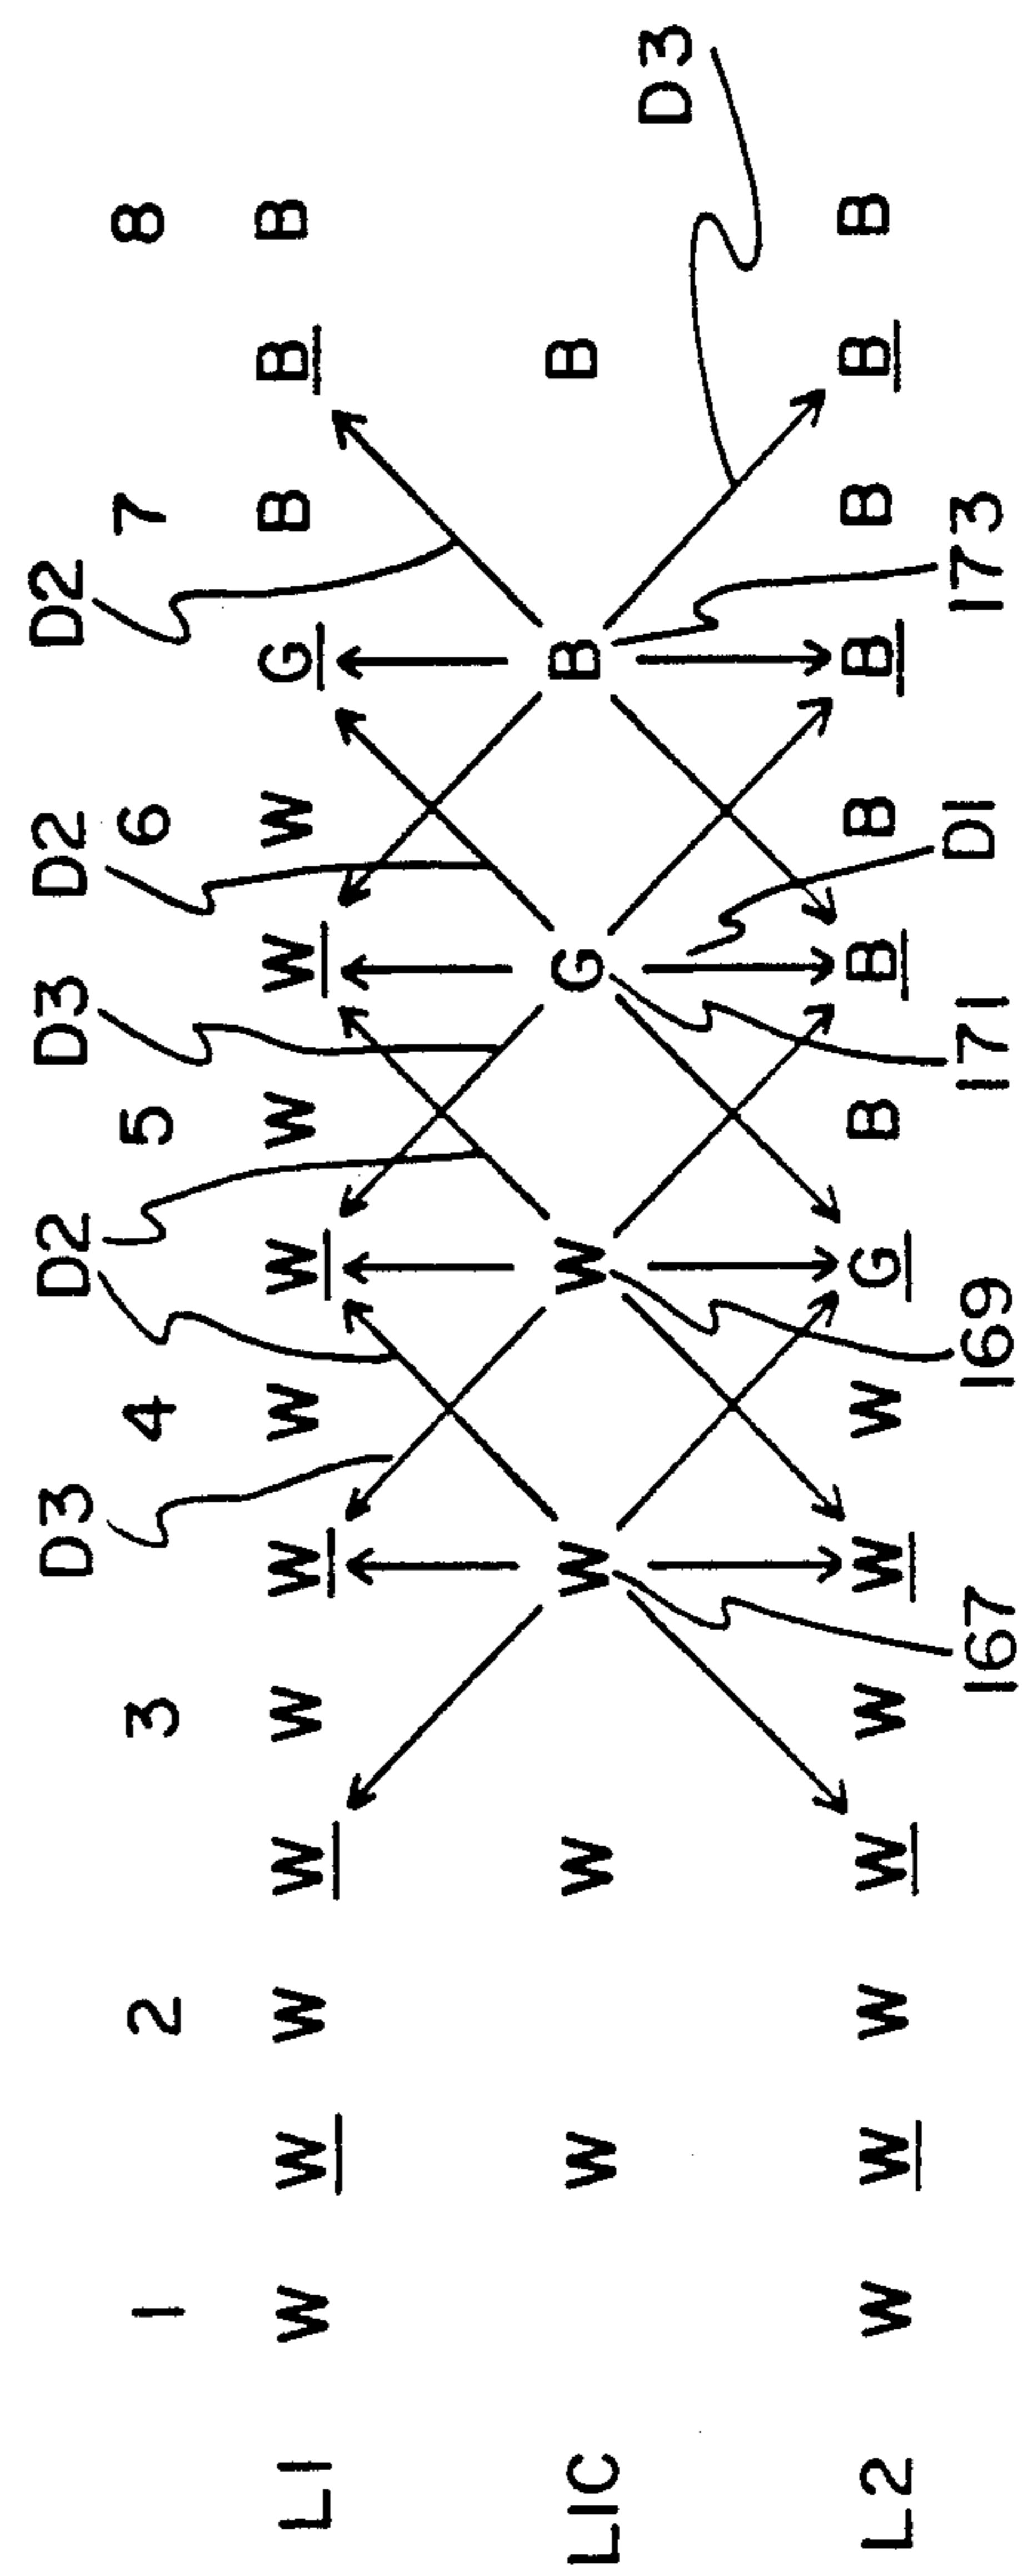 D3 D2 D3 D2 D2
1 2 3 4 5 6 7 8
L1 W W W W W W W W W W W G B B B
L1C W W W W G B B
D3
L2 W W W W W W W G B B B B B B B
167 169 171 D1 173